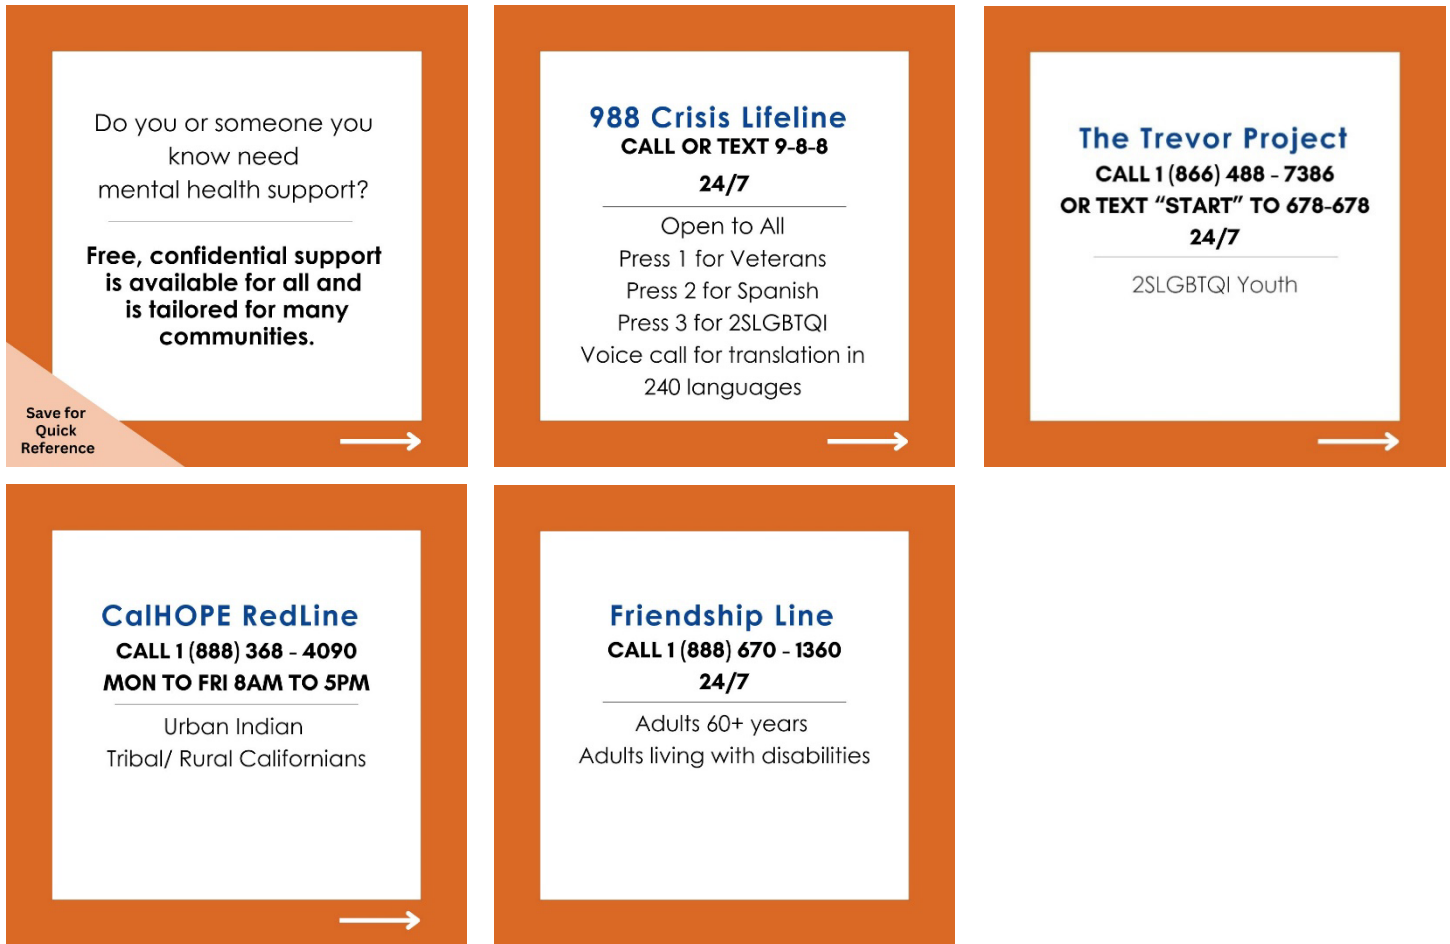 Do you or someone you
know need
mental health support?
Free, confidential support
is available for all and
is tailored for many
communities.
Save for
Quick
Reference
988 Crisis Lifeline
CALL OR TEXT 9-8-8
24/7
Open to All
Press 1 for Veterans
Press 2 for Spanish
Press 3 for 2SLGBTQI
Voice call for translation in
240 languages
The Trevor Project
CALL 1 (866) 488 - 7386
OR TEXT “START” TO 678-678
24/7
2SLGBTQI Youth
CalHOPE RedLine
CALL 1 (888) 368 - 4090
MON TO FRI 8AM TO 5PM
Urban Indian
Tribal/ Rural Californians
Friendship Line
CALL 1 (888) 670 - 1360
24/7
Adults 60+ years
Adults living with disabilities